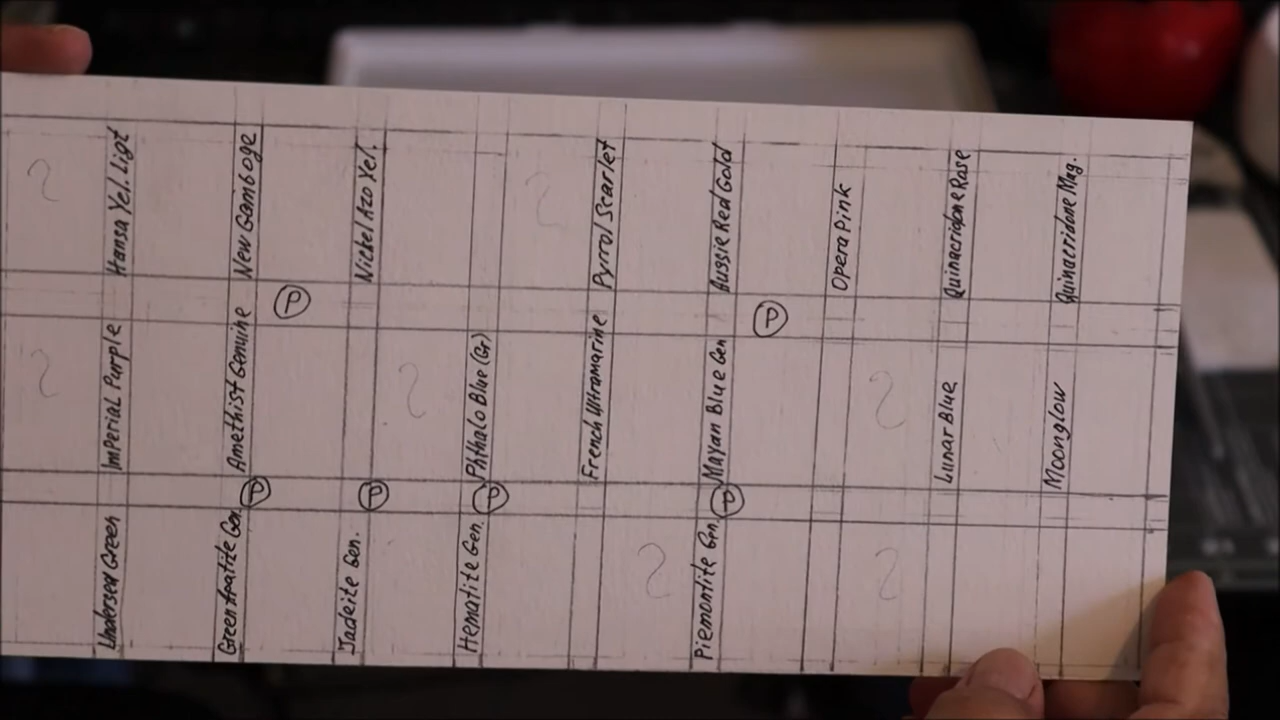 Hansa Yel. Ligt
New Gamboge
Nickel Azo Yel.
Pyrrol Scarlet
Aussie Red Gold
Opera Pink
Quinacridone Rose
Quinacridone Mag.
P
P
Imperial Purple
Amethist Genuine
Phthalo Blue (Gr)
French Ultramarine
Mayan Blue Gen
Lunar Blue
Moonglow
P
P
P
P
Undersea Green
Green Apatite Gen.
Jadeite Gen.
Hematite Gen.
Piemontite Gen.